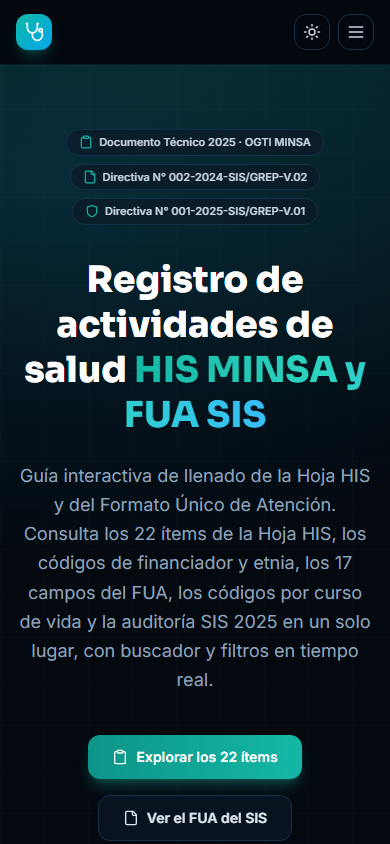 Documento Técnico 2025 · OGTI MINSA
Directiva N° 002-2024-SIS/GREP-V.02
Directiva N° 001-2025-SIS/GREP-V.01
Registro de
actividades de
salud HIS MINSA y
FUA SIS
Guía interactiva de llenado de la Hoja HIS
y del Formato Único de Atención.
Consulta los 22 ítems de la Hoja HIS, los
códigos de financiador y etnia, los 17
campos del FUA, los códigos por curso
de vida y la auditoría SIS 2025 en un solo
lugar, con buscador y filtros en tiempo
real.
Explorar los 22 ítems
Ver el FUA del SIS